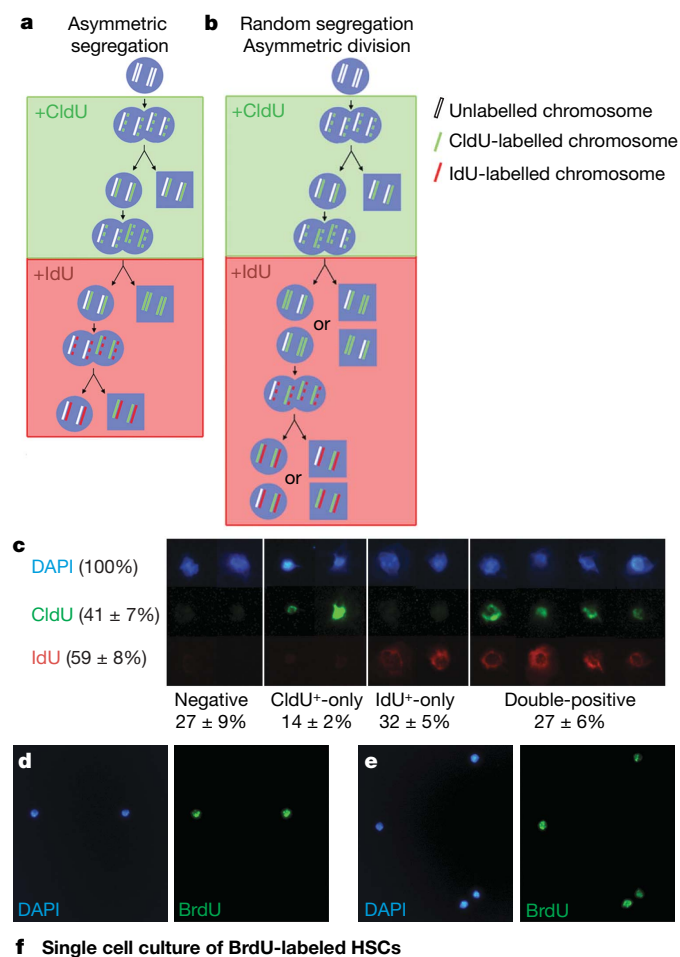 a Asymmetric segregation
b Random segregation Asymmetric division
+CldU
+CldU
+IdU
+IdU
or
or
Unlabelled chromosome
CldU-labelled chromosome
IdU-labelled chromosome
c
DAPI (100%)
CldU (41 ± 7%)
IdU (59 ± 8%)
Negative
27 ± 9%
CldU⁺-only
14 ± 2%
IdU⁺-only
32 ± 5%
Double-positive
27 ± 6%
d
DAPI
BrdU
e
DAPI
BrdU
f Single cell culture of BrdU-labeled HSCs